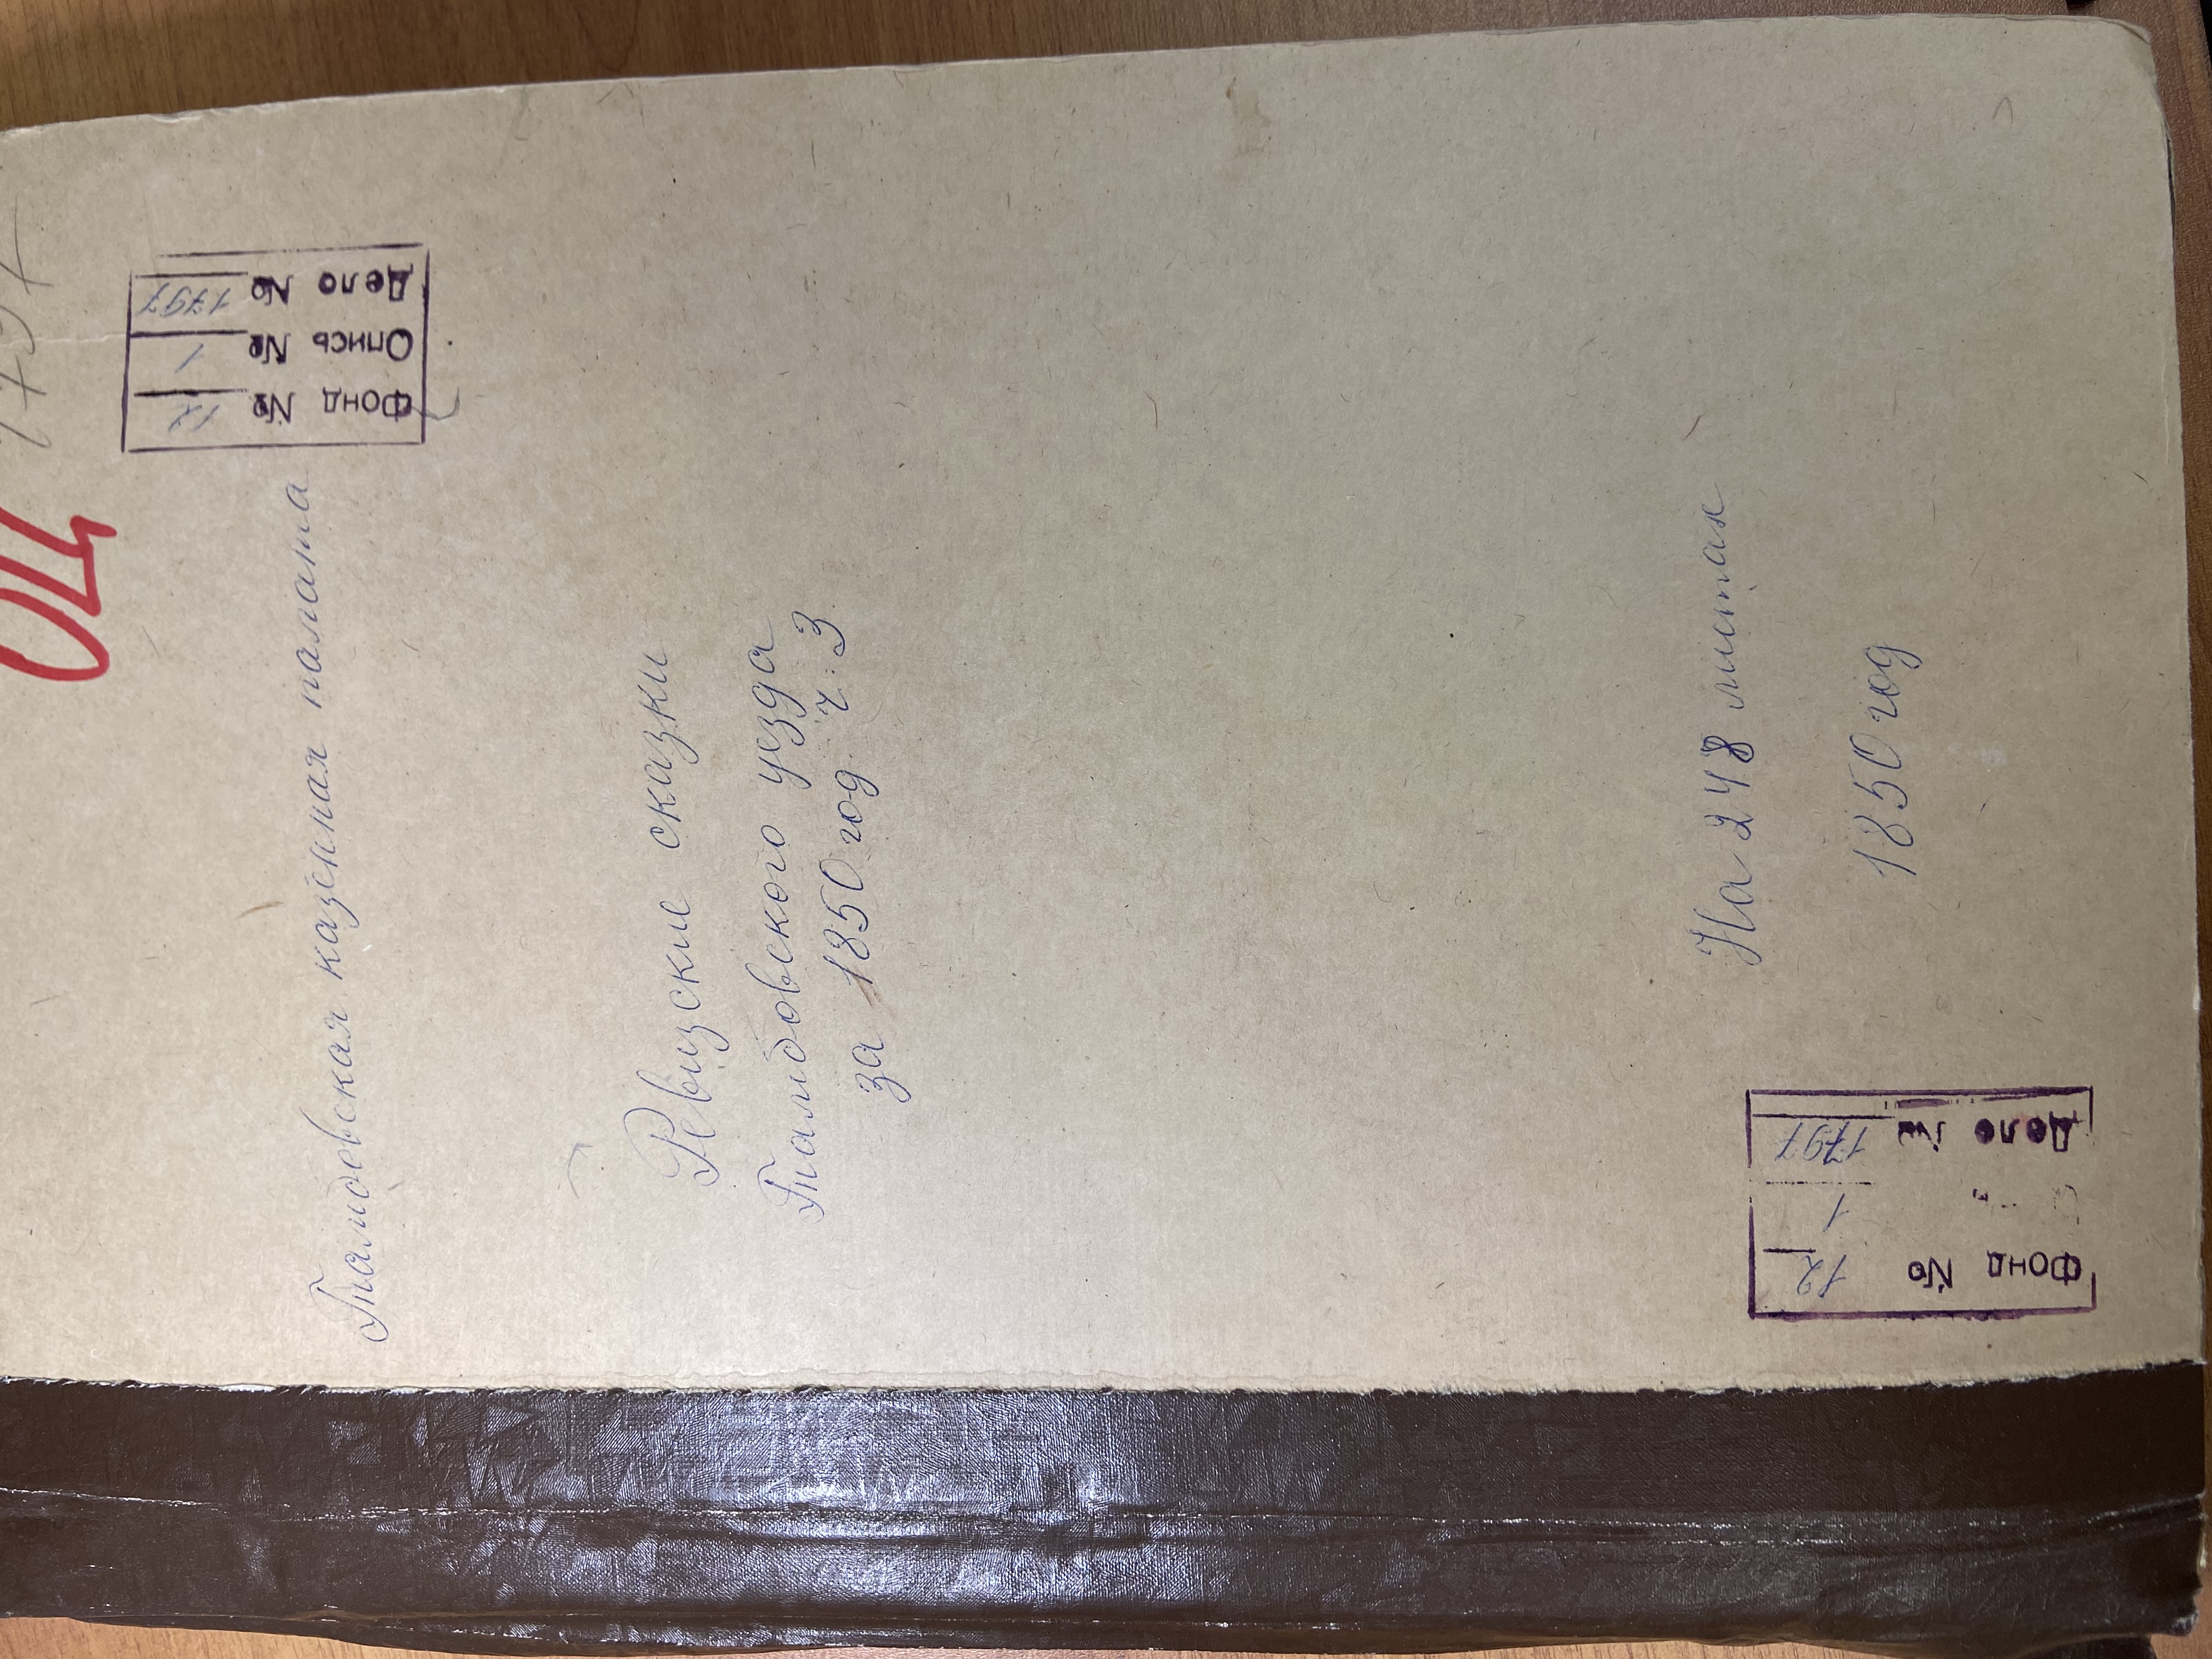 ОЦ
1797
Фонд № 12
Опись № 1
Дело № 1797
Тамбовская казенная палата
Ревизские сказки
Тамбовского уезда
за 1850 год. ч. 3
На 248 листах
1850 год
Фонд № 12
1
Дело № 1797